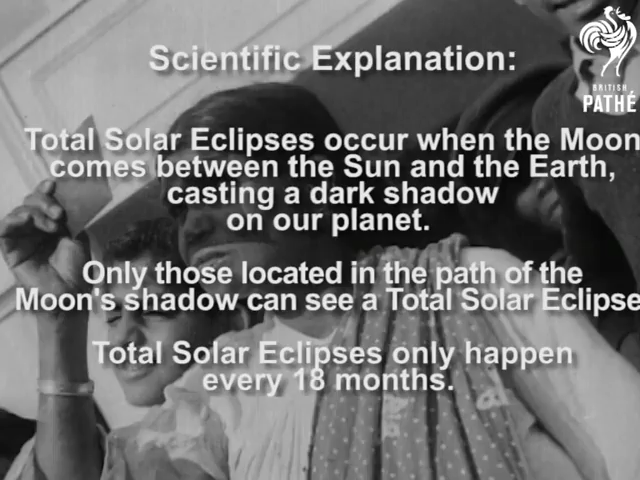 Scientific Explanation:
BRITISH
PATHÉ
Total Solar Eclipses occur when the Moon
comes between the Sun and the Earth,
casting a dark shadow
on our planet.
Only those located in the path of the
Moon's shadow can see a Total Solar Eclipse
Total Solar Eclipses only happen
every 18 months.